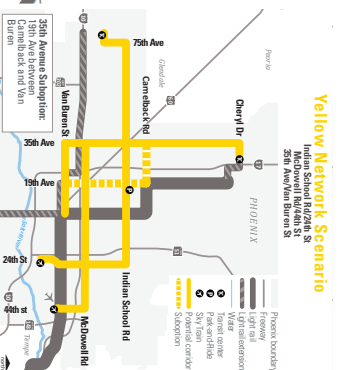 Yellow Network Scenario
Indian School Rd/24th St
McDowell Rd/44th St
35th Ave/Van Buren St
35th Avenue Suboption:
19th Ave between
Camelback and Van
Buren
75th Ave
Glendale
Peoria
Camelback Rd
Cheryl Dr
Van Buren St
35th Ave
19th Ave
PHOENIX
24th St
44th st
Indian School Rd
McDowell Rd
Tempe
Phoenix boundary
Freeway
Light rail
Light rail extension
Water
Transit center
Park-and-Ride
Sky Train
Potential corridor
Suboption